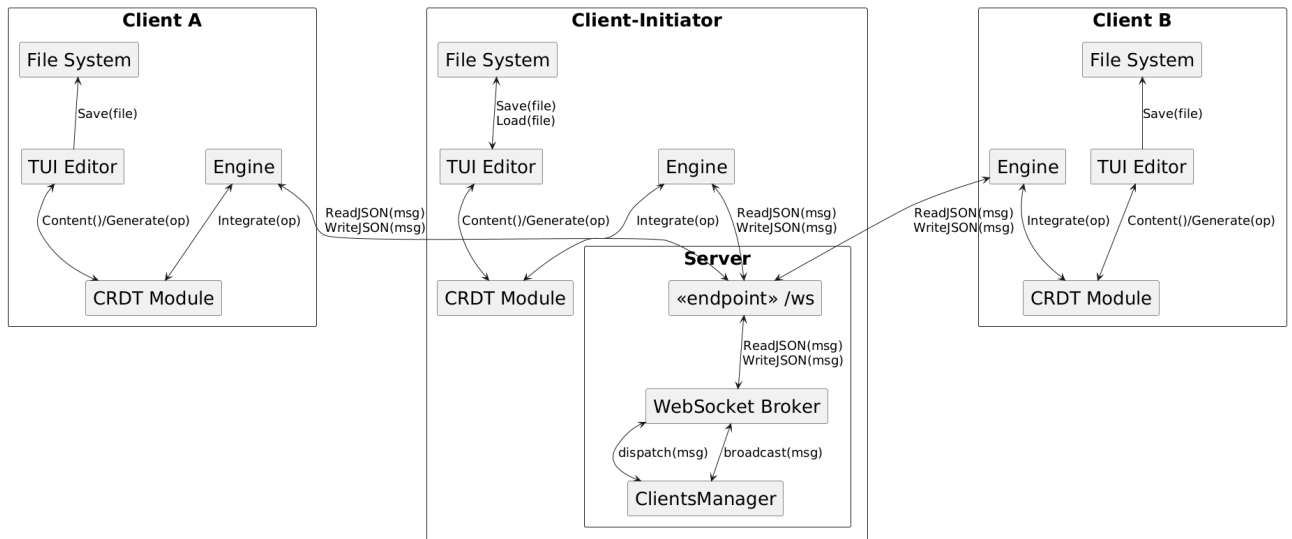 Client A
Client-Initiator
Client B
File System
File System
File System
Save(file)
Save(file)
Load(file)
Save(file)
TUI Editor
Engine
TUI Editor
Engine
Engine
TUI Editor
Content()/Generate(op)
Integrate(op)
ReadJSON(msg)
WriteJSON(msg)
Content()/Generate(op)
Integrate(op)
ReadJSON(msg)
WriteJSON(msg)
ReadJSON(msg)
WriteJSON(msg)
Integrate(op)
Content()/Generate(op)
Server
CRDT Module
CRDT Module
«endpoint» /ws
CRDT Module
ReadJSON(msg)
WriteJSON(msg)
WebSocket Broker
dispatch(msg)
broadcast(msg)
ClientsManager